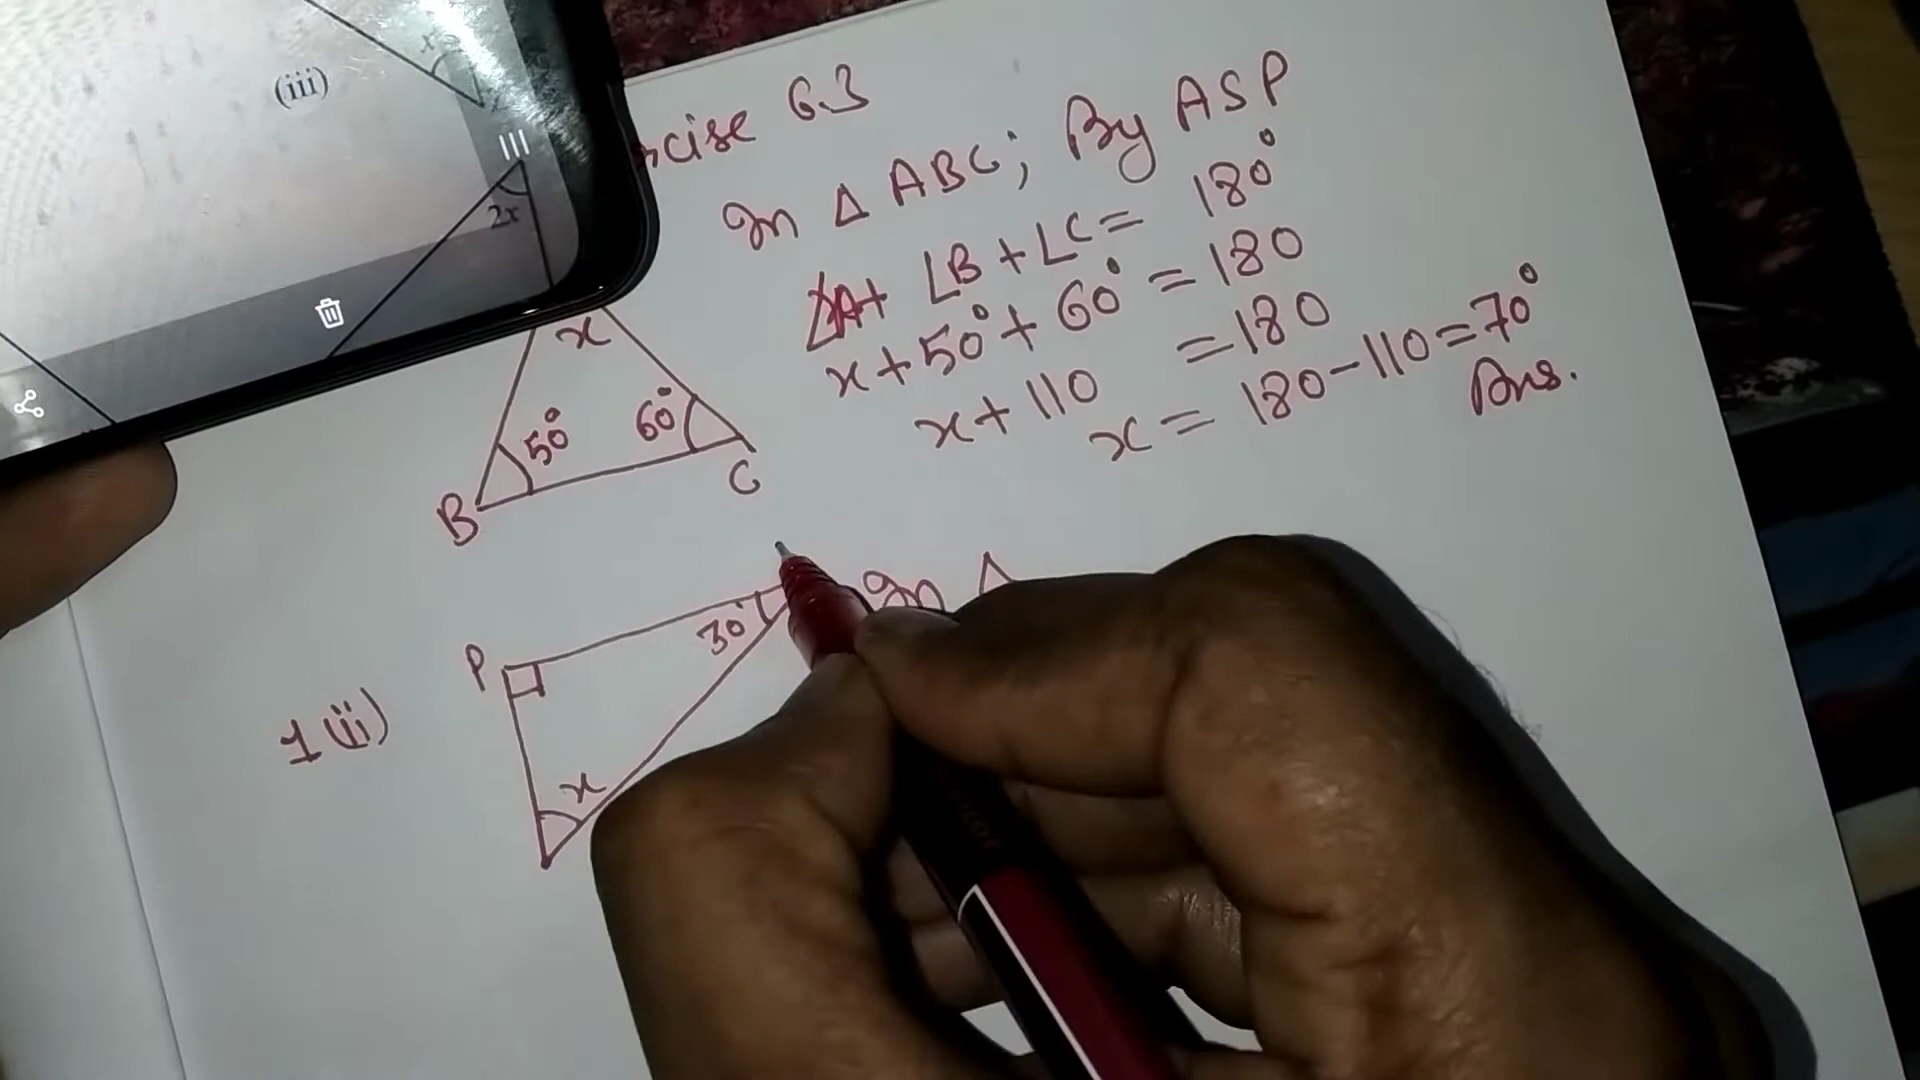 (iii)
x
2x
cise 6.3
In △ ABC; By ASP
∠A+ ∠B + ∠C = 180°
x + 50° + 60° = 180
x + 110 = 180
x = 180 - 110 = 70°
Ans.
x
50° 60°
B C
1(ii)
P 30°
In △
x